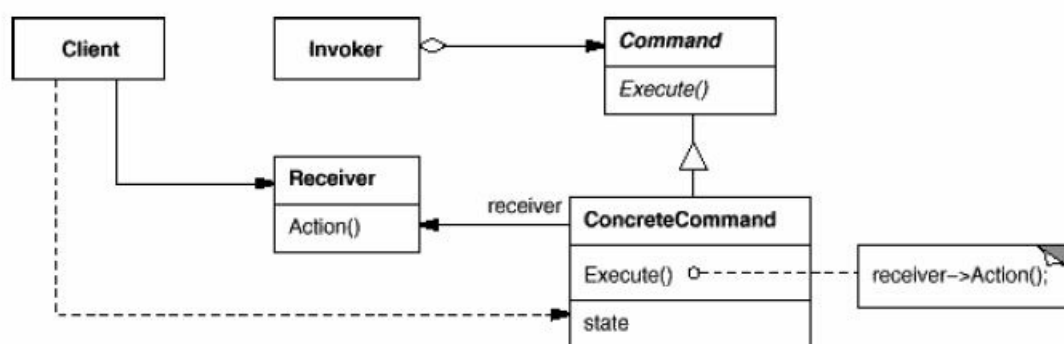 Client
Invoker
Command
Execute()
Receiver
Action()
receiver
ConcreteCommand
Execute()
receiver->Action();
state